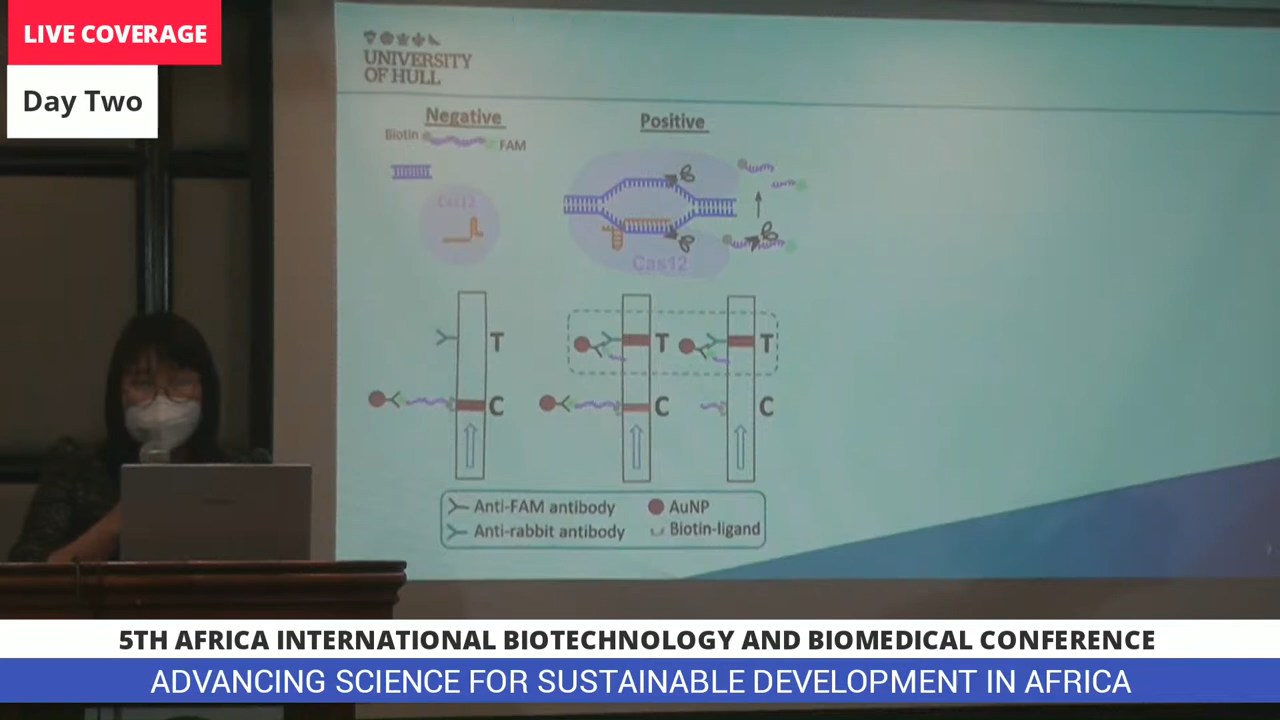 LIVE COVERAGE
Day Two
UNIVERSITY
OF HULL
Negative
Positive
Biotin
FAM
Cas12
Cas12
T
T
T
C
C
C
Anti-FAM antibody
AuNP
Anti-rabbit antibody
Biotin-ligand
5TH AFRICA INTERNATIONAL BIOTECHNOLOGY AND BIOMEDICAL CONFERENCE
ADVANCING SCIENCE FOR SUSTAINABLE DEVELOPMENT IN AFRICA